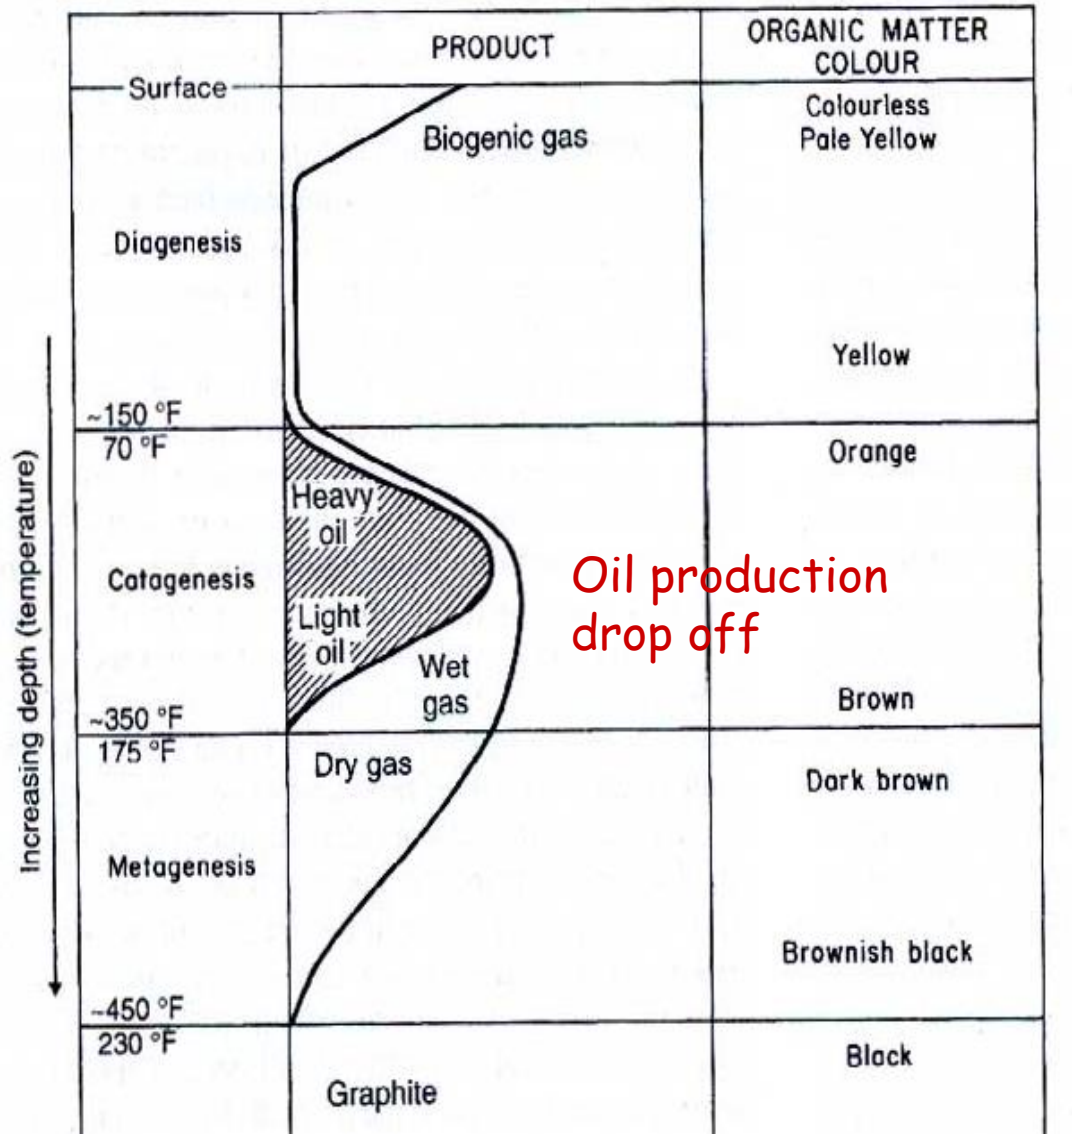 PRODUCT
ORGANIC MATTER
COLOUR
Surface
Biogenic gas
Colourless
Pale Yellow
Diagenesis
Yellow
~150 °F
70 °F
Orange
Heavy
oil
Catagenesis
Oil production
drop off
Light
oil
Wet
gas
Brown
~350 °F
175 °F
Dry gas
Dark brown
Metagenesis
Brownish black
~450 °F
230 °F
Black
Graphite
Increasing depth (temperature)